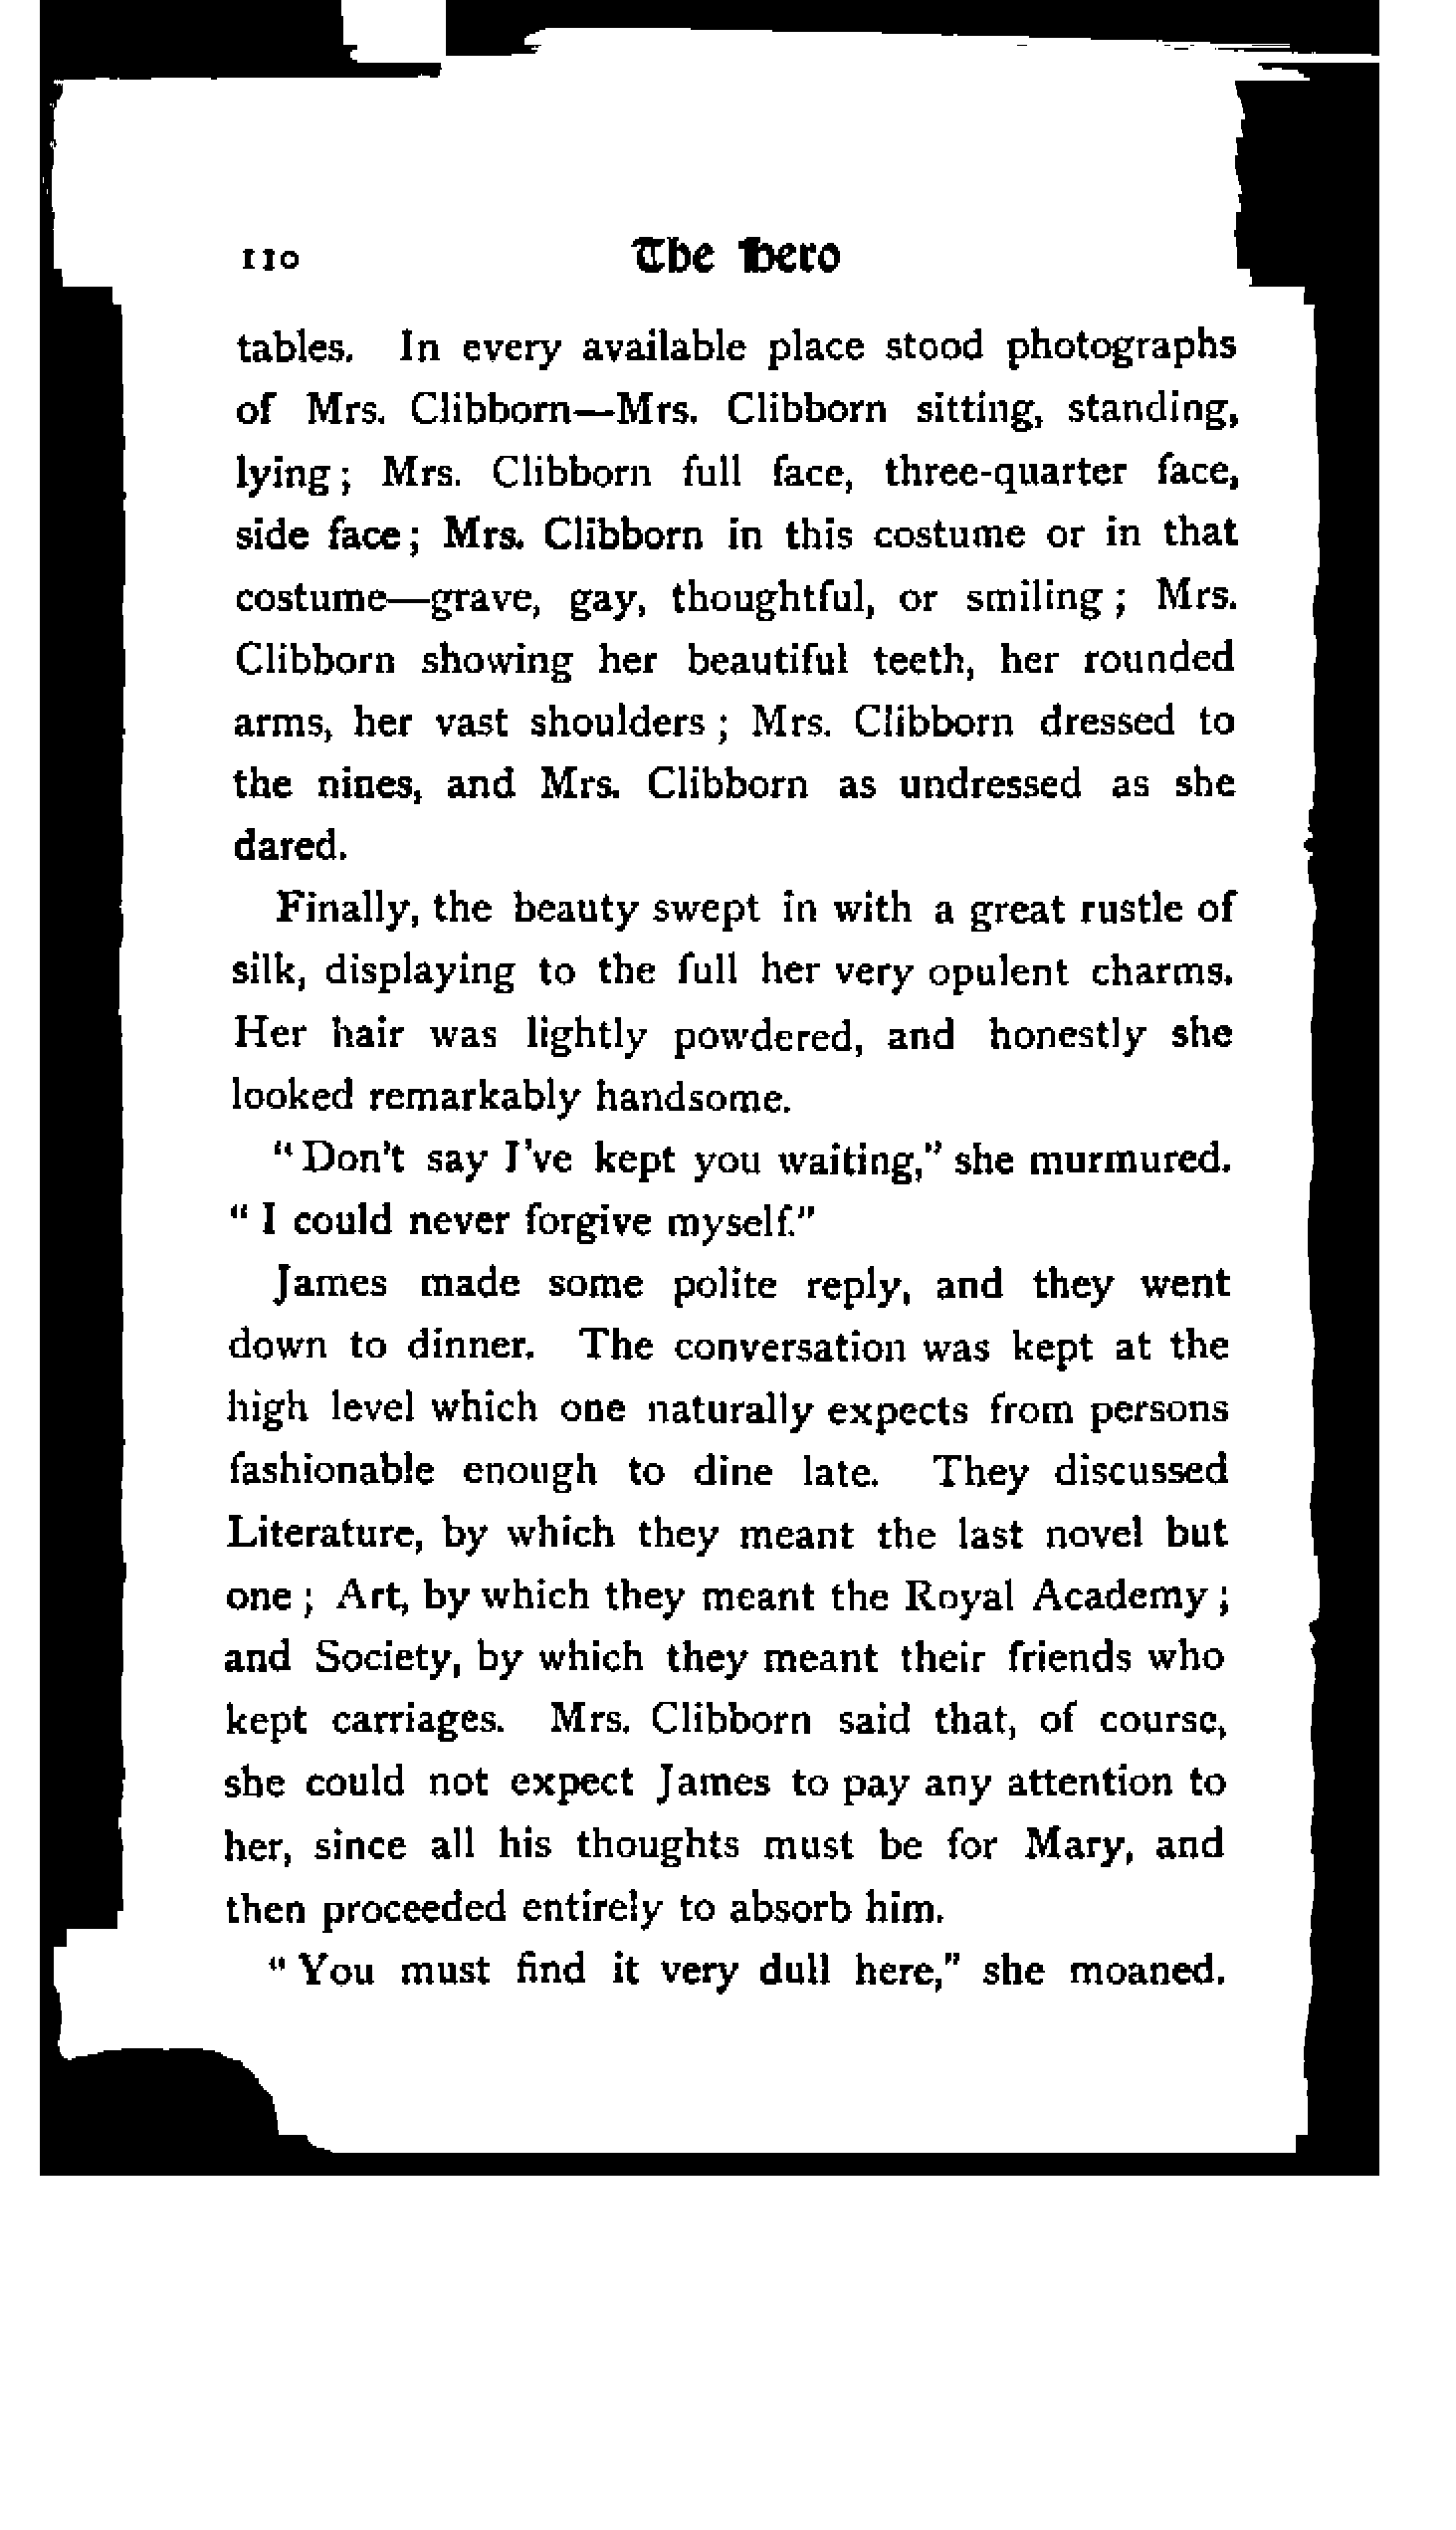 110
The Hero
tables. In every available place stood photographs
of Mrs. Clibborn—Mrs. Clibborn sitting, standing,
lying; Mrs. Clibborn full face, three-quarter face,
side face; Mrs. Clibborn in this costume or in that
costume—grave, gay, thoughtful, or smiling; Mrs.
Clibborn showing her beautiful teeth, her rounded
arms, her vast shoulders; Mrs. Clibborn dressed to
the nines, and Mrs. Clibborn as undressed as she
dared.
Finally, the beauty swept in with a great rustle of
silk, displaying to the full her very opulent charms.
Her hair was lightly powdered, and honestly she
looked remarkably handsome.
"Don't say I've kept you waiting," she murmured.
"I could never forgive myself."
James made some polite reply, and they went
down to dinner. The conversation was kept at the
high level which one naturally expects from persons
fashionable enough to dine late. They discussed
Literature, by which they meant the last novel but
one; Art, by which they meant the Royal Academy;
and Society, by which they meant their friends who
kept carriages. Mrs. Clibborn said that, of course,
she could not expect James to pay any attention to
her, since all his thoughts must be for Mary, and
then proceeded entirely to absorb him.
"You must find it very dull here," she moaned.